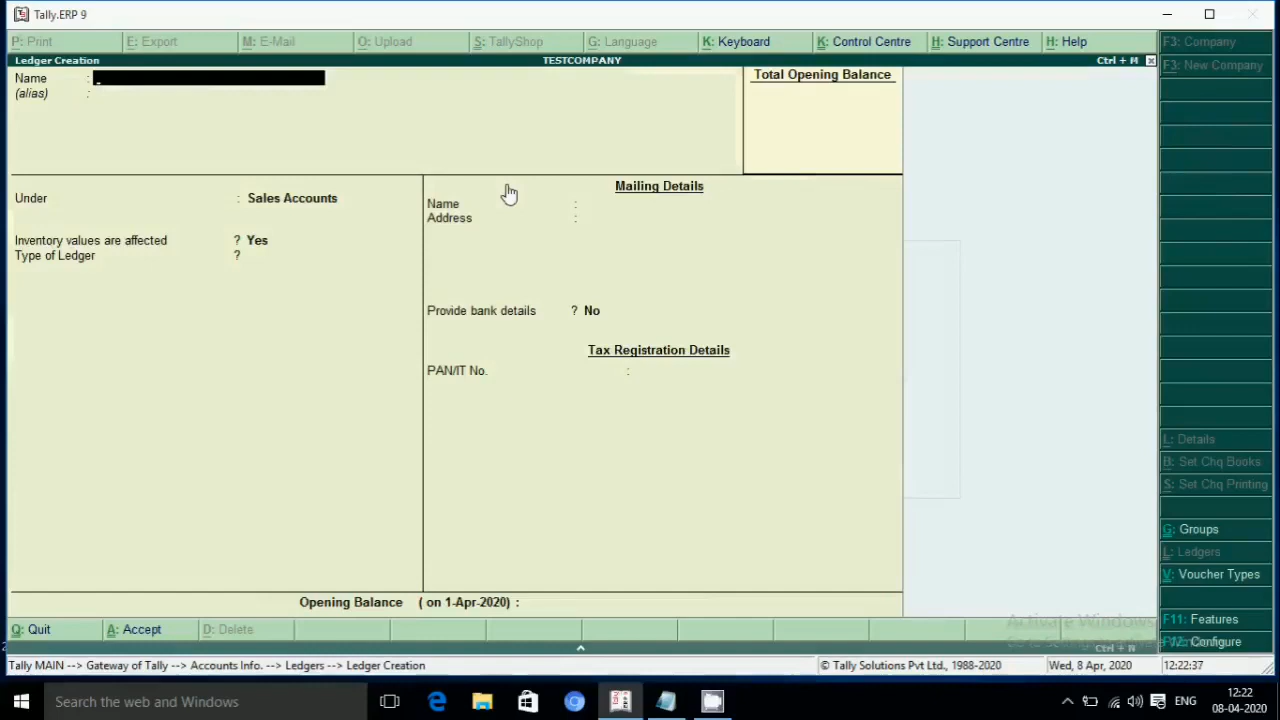 Tally.ERP 9
P: Print
E: Export
M: E-Mail
O: Upload
S: TallyShop
G: Language
K: Keyboard
K: Control Centre
H: Support Centre
H: Help
F3: Company
F3: New Company
Ledger Creation
TESTCOMPANY
Ctrl + M
Name :
(alias) :
Total Opening Balance
Under : Sales Accounts
Inventory values are affected ? Yes
Type of Ledger ?
Mailing Details
Name :
Address :
Provide bank details ? No
Tax Registration Details
PAN/IT No. :
L: Details
B: Set Chq Books
S: Set Chq Printing
G: Groups
L: Ledgers
V: Voucher Types
F11: Features
F12: Configure
Opening Balance ( on 1-Apr-2020) :
Activate Windows
Q: Quit
A: Accept
D: Delete
Ctrl + N
Tally MAIN --> Gateway of Tally --> Accounts Info. --> Ledgers --> Ledger Creation
© Tally Solutions Pvt Ltd., 1988-2020
Wed, 8 Apr, 2020
12:22:37
Search the web and Windows
ENG
12:22
08-04-2020